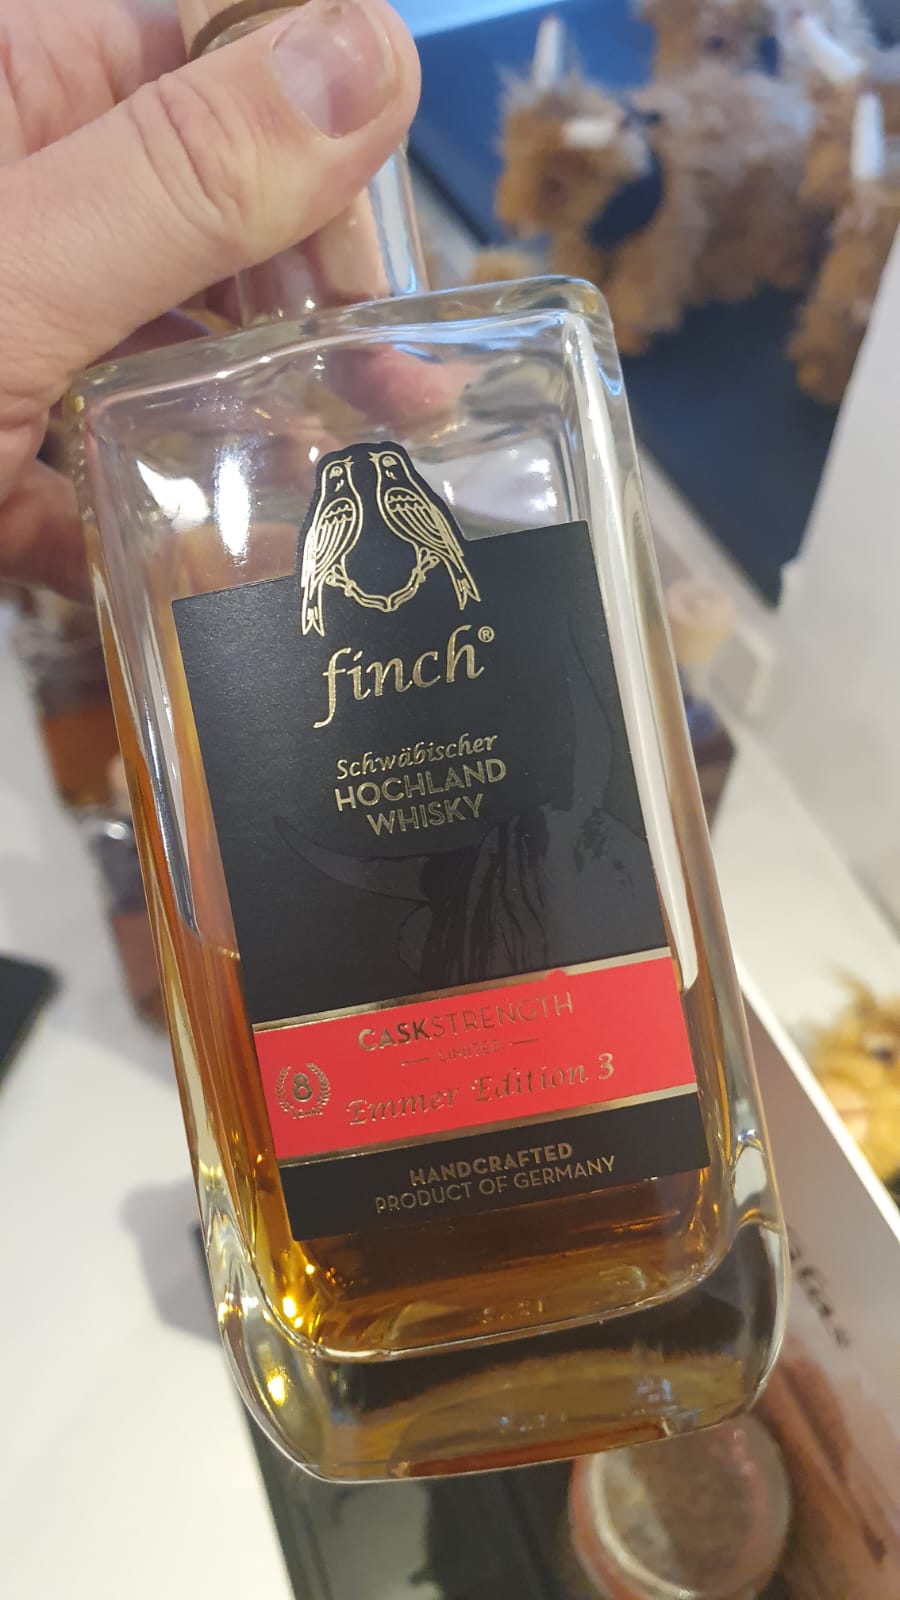 finch®
Schwäbischer
HOCHLAND
WHISKY
CASKSTRENGTH
LIMITED
8
Emmer Edition 3
HANDCRAFTED
PRODUCT OF GERMANY